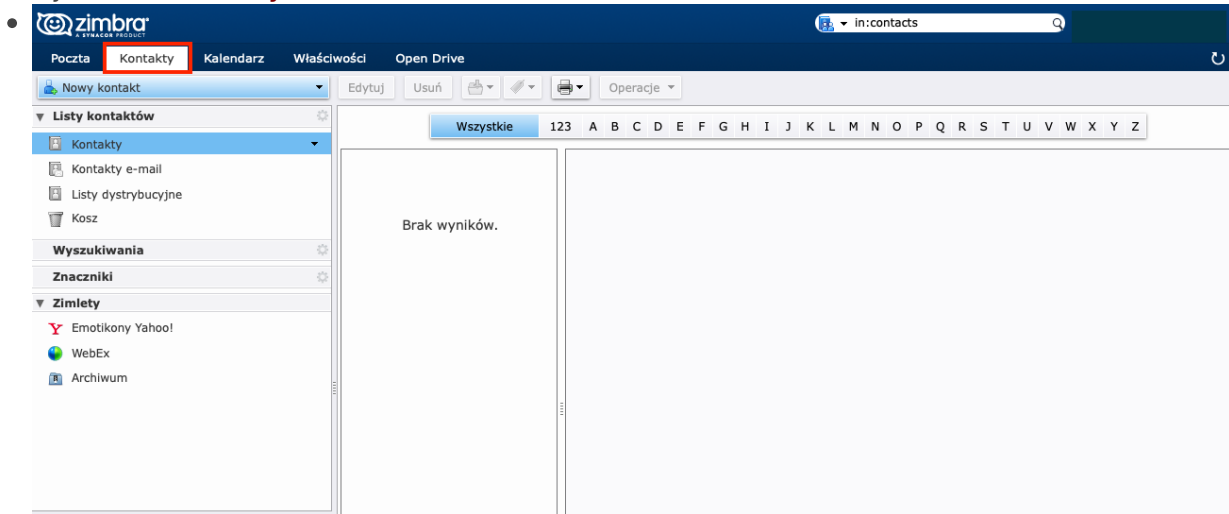 zimbra
A SYNACOR PRODUCT
in:contacts
Poczta Kontakty Kalendarz Właściwości Open Drive
Nowy kontakt Edytuj Usuń Operacje
Listy kontaktów
Wszystkie 123 A B C D E F G H I J K L M N O P Q R S T U V W X Y Z
Kontakty
Kontakty e-mail
Listy dystrybucyjne
Kosz
Brak wyników.
Wyszukiwania
Znaczniki
Zimlety
Emotikony Yahoo!
WebEx
Archiwum